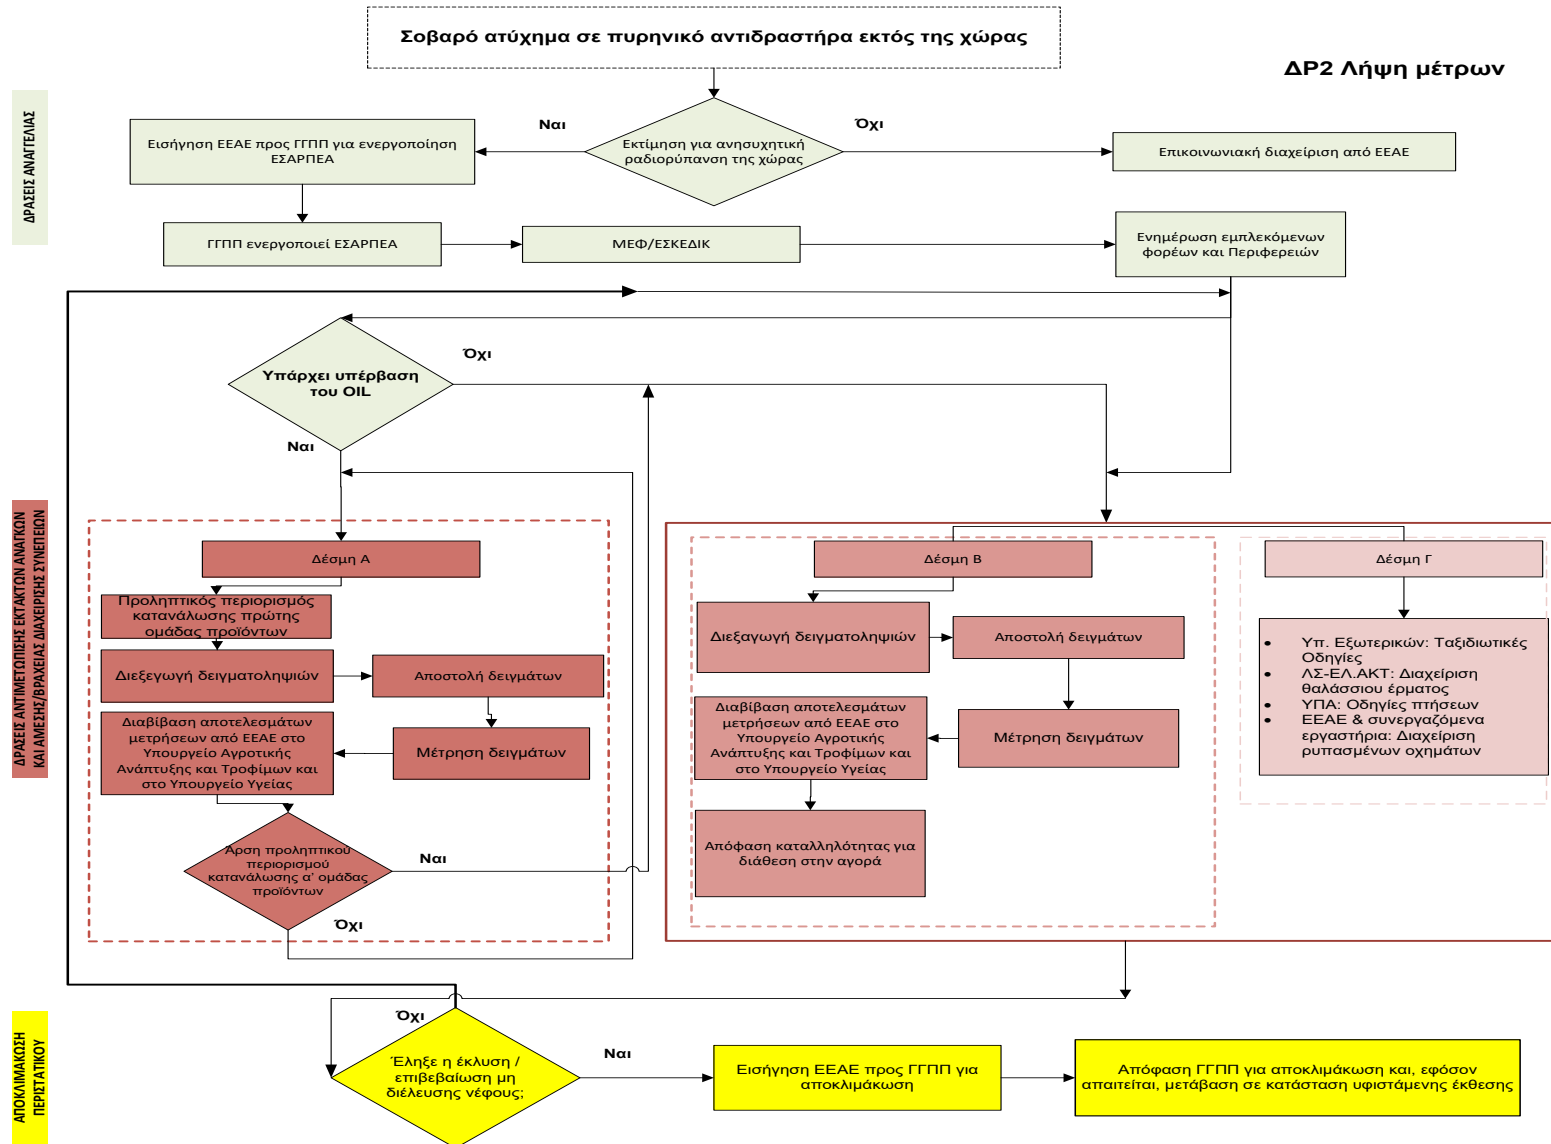 Σοβαρό ατύχημα σε πυρηνικό αντιδραστήρα εκτός της χώρας
ΔΡ2 Λήψη μέτρων
ΔΡΑΣΕΙΣ ΑΝΑΓΓΕΛΙΑΣ
Ναι
Όχι
Εισήγηση ΕΕΑΕ προς ΓΓΠΠ για ενεργοποίηση
ΕΣΑΡΠΕΑ
Εκτίμηση για ανησυχητική
ραδιορύπανση της χώρας
Επικοινωνιακή διαχείριση από ΕΕΑΕ
ΓΓΠΠ ενεργοποιεί ΕΣΑΡΠΕΑ
ΜΕΦ/ΕΣΚΕΔΙΚ
Ενημέρωση εμπλεκόμενων
φορέων και Περιφερειών
Όχι
Υπάρχει υπέρβαση
του OIL
Ναι
ΔΡΑΣΕΙΣ ΑΝΤΙΜΕΤΩΠΙΣΗΣ ΕΚΤΑΚΤΩΝ ΑΝΑΓΚΩΝ
ΚΑΙ ΑΜΕΣΗΣ/ΒΡΑΧΕΙΑΣ ΔΙΑΧΕΙΡΙΣΗΣ ΣΥΝΕΠΕΙΩΝ
Δέσμη Α
Προληπτικός περιορισμός
κατανάλωσης πρώτης
ομάδας προϊόντων
Διεξεγωγή δειγματοληψιών
Αποστολή δειγμάτων
Διαβίβαση αποτελεσμάτων
μετρήσεων από ΕΕΑΕ στο
Υπουργείο Αγροτικής
Ανάπτυξης και Τροφίμων και
στο Υπουργείο Υγείας
Μέτρηση δειγμάτων
Άρση προληπτικού
περιορισμού
κατανάλωσης α' ομάδας
προϊόντων
Ναι
Όχι
Δέσμη Β
Διεξαγωγή δειγματοληψιών
Αποστολή δειγμάτων
Διαβίβαση αποτελεσμάτων
μετρήσεων από ΕΕΑΕ στο
Υπουργείο Αγροτικής
Ανάπτυξης και Τροφίμων και
στο Υπουργείο Υγείας
Μέτρηση δειγμάτων
Απόφαση καταλληλότητας για
διάθεση στην αγορά
Δέσμη Γ
• Υπ. Εξωτερικών: Ταξιδιωτικές
Οδηγίες
• ΛΣ-ΕΛ.ΑΚΤ: Διαχείριση
θαλάσσιου έρματος
• ΥΠΑ: Οδηγίες πτήσεων
• ΕΕΑΕ & συνεργαζόμενα
εργαστήρια: Διαχείριση
ρυπασμένων οχημάτων
ΑΠΟΚΛΙΜΑΚΩΣΗ
ΠΕΡΙΣΤΑΤΙΚΟΥ
Όχι
Έληξε η έκλυση /
επιβεβαίωση μη
διέλευσης νέφους;
Ναι
Εισήγηση ΕΕΑΕ προς ΓΓΠΠ για
αποκλιμάκωση
Απόφαση ΓΓΠΠ για αποκλιμάκωση και, εφόσον
απαιτείται, μετάβαση σε κατάσταση υφιστάμενης έκθεσης